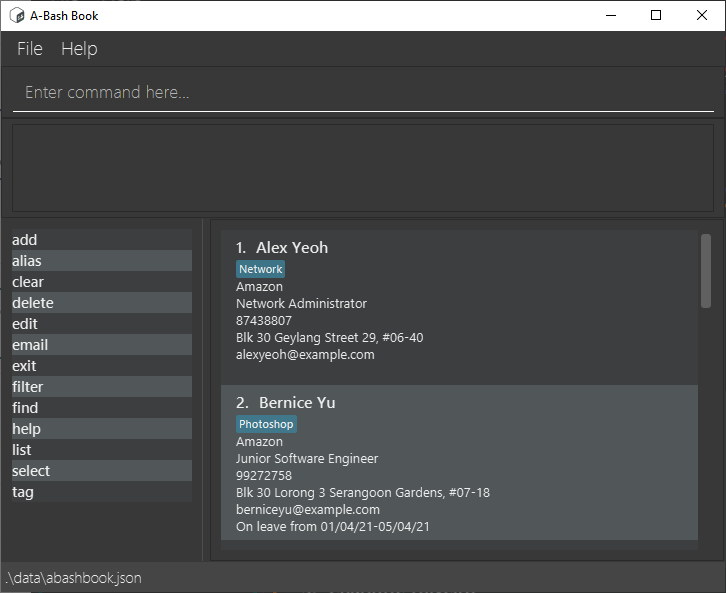 A-Bash Book
File Help
Enter command here...
add
alias
clear
delete
edit
email
exit
filter
find
help
list
select
tag
1. Alex Yeoh
Network
Amazon
Network Administrator
87438807
Blk 30 Geylang Street 29, #06-40
alexyeoh@example.com
2. Bernice Yu
Photoshop
Amazon
Junior Software Engineer
99272758
Blk 30 Lorong 3 Serangoon Gardens, #07-18
berniceyu@example.com
On leave from 01/04/21-05/04/21
.\data\abashbook.json